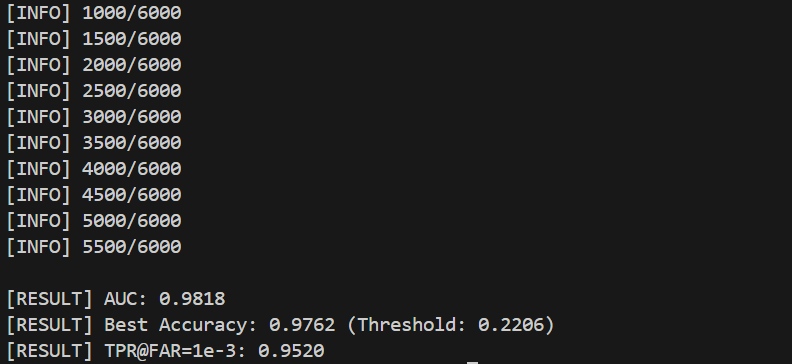 [INFO] 1000/6000
[INFO] 1500/6000
[INFO] 2000/6000
[INFO] 2500/6000
[INFO] 3000/6000
[INFO] 3500/6000
[INFO] 4000/6000
[INFO] 4500/6000
[INFO] 5000/6000
[INFO] 5500/6000
[RESULT] AUC: 0.9818
[RESULT] Best Accuracy: 0.9762 (Threshold: 0.2206)
[RESULT] TPR@FAR=1e-3: 0.9520